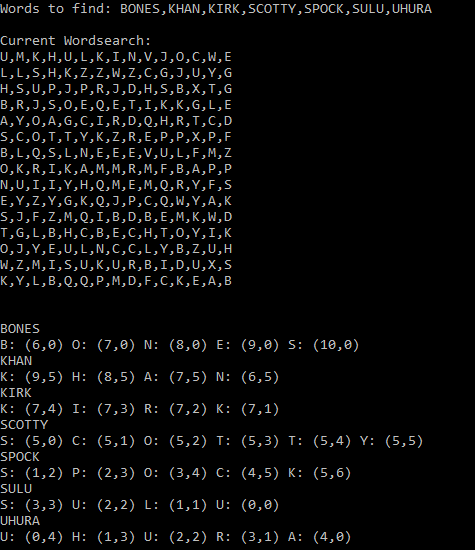 Words to find: BONES,KHAN,KIRK,SCOTTY,SPOCK,SULU,UHURA
Current Wordsearch:
U,M,K,H,U,L,K,I,N,V,J,O,C,W,E
L,L,S,H,K,Z,Z,W,Z,C,G,J,U,Y,G
H,S,U,P,J,P,R,J,D,H,S,B,X,T,G
B,R,J,S,O,E,Q,E,T,I,K,K,G,L,E
A,Y,O,A,G,C,I,R,D,Q,H,R,T,C,D
S,C,O,T,T,Y,K,Z,R,E,P,P,X,P,F
B,L,Q,S,L,N,E,E,E,V,U,L,F,M,Z
O,K,R,I,K,A,M,M,R,M,F,B,A,P,P
N,U,I,I,Y,H,Q,M,E,M,Q,R,Y,F,S
E,Y,Z,Y,G,K,Q,J,P,C,Q,W,Y,A,K
S,J,F,Z,M,Q,I,B,D,B,E,M,K,W,D
T,G,L,B,H,C,B,E,C,H,T,O,Y,I,K
O,J,Y,E,U,L,N,C,C,L,Y,B,Z,U,H
W,Z,M,I,S,U,K,U,R,B,I,D,U,X,S
K,Y,L,B,Q,Q,P,M,D,F,C,K,E,A,B
BONES
B: (6,0) O: (7,0) N: (8,0) E: (9,0) S: (10,0)
KHAN
K: (9,5) H: (8,5) A: (7,5) N: (6,5)
KIRK
K: (7,4) I: (7,3) R: (7,2) K: (7,1)
SCOTTY
S: (5,0) C: (5,1) O: (5,2) T: (5,3) T: (5,4) Y: (5,5)
SPOCK
S: (1,2) P: (2,3) O: (3,4) C: (4,5) K: (5,6)
SULU
S: (3,3) U: (2,2) L: (1,1) U: (0,0)
UHURA
U: (0,4) H: (1,3) U: (2,2) R: (3,1) A: (4,0)